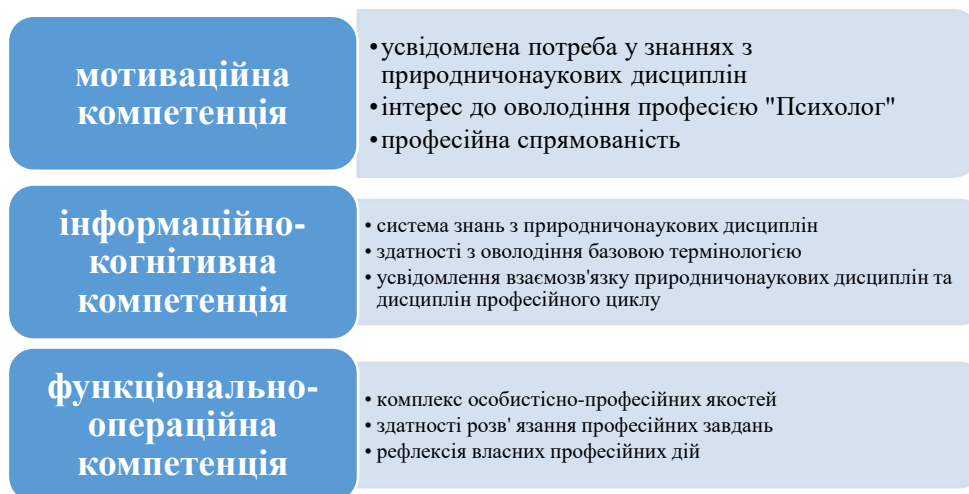 мотиваційна
компетенція
• усвідомлена потреба у знаннях з
природничонаукових дисциплін
• інтерес до оволодіння професією "Психолог"
• професійна спрямованість
інформаційно-
когнітивна
компетенція
• система знань з природничонаукових дисциплін
• здатності з оволодіння базовою термінологією
• усвідомлення взаємозв'язку природничонаукових дисциплін та
дисциплін професійного циклу
функціонально-
операційна
компетенція
• комплекс особистісно-професійних якостей
• здатності розв' язання професійних завдань
• рефлексія власних професійних дій